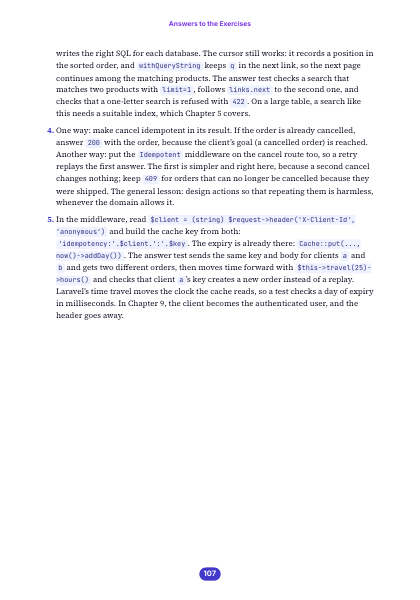 Answers to the Exercises
writes the right SQL for each database. The cursor still works: it records a position in
the sorted order, and withQueryString keeps q in the next link, so the next page
continues among the matching products. The answer test checks a search that
matches two products with limit=1, follows links.next to the second one, and
checks that a one-letter search is refused with 422. On a large table, a search like
this needs a suitable index, which Chapter 5 covers.
4. One way: make cancel idempotent in its result. If the order is already cancelled,
answer 200 with the order, because the client's goal (a cancelled order) is reached.
Another way: put the Idempotent middleware on the cancel route too, so a retry
replays the first answer. The first is simpler and right here, because a second cancel
changes nothing; keep 409 for orders that can no longer be cancelled because they
were shipped. The general lesson: design actions so that repeating them is harmless,
whenever the domain allows it.
5. In the middleware, read $client = (string) $request->header('X-Client-Id',
'anonymous') and build the cache key from both:
'idempotency:'.$client.':'.$key. The expiry is already there: Cache::put(...,
now()->addDay()). The answer test sends the same key and body for clients a and
b and gets two different orders, then moves time forward with $this->travel(25)-
>hours() and checks that client a's key creates a new order instead of a replay.
Laravel's time travel moves the clock the cache reads, so a test checks a day of expiry
in milliseconds. In Chapter 9, the client becomes the authenticated user, and the
header goes away.
107